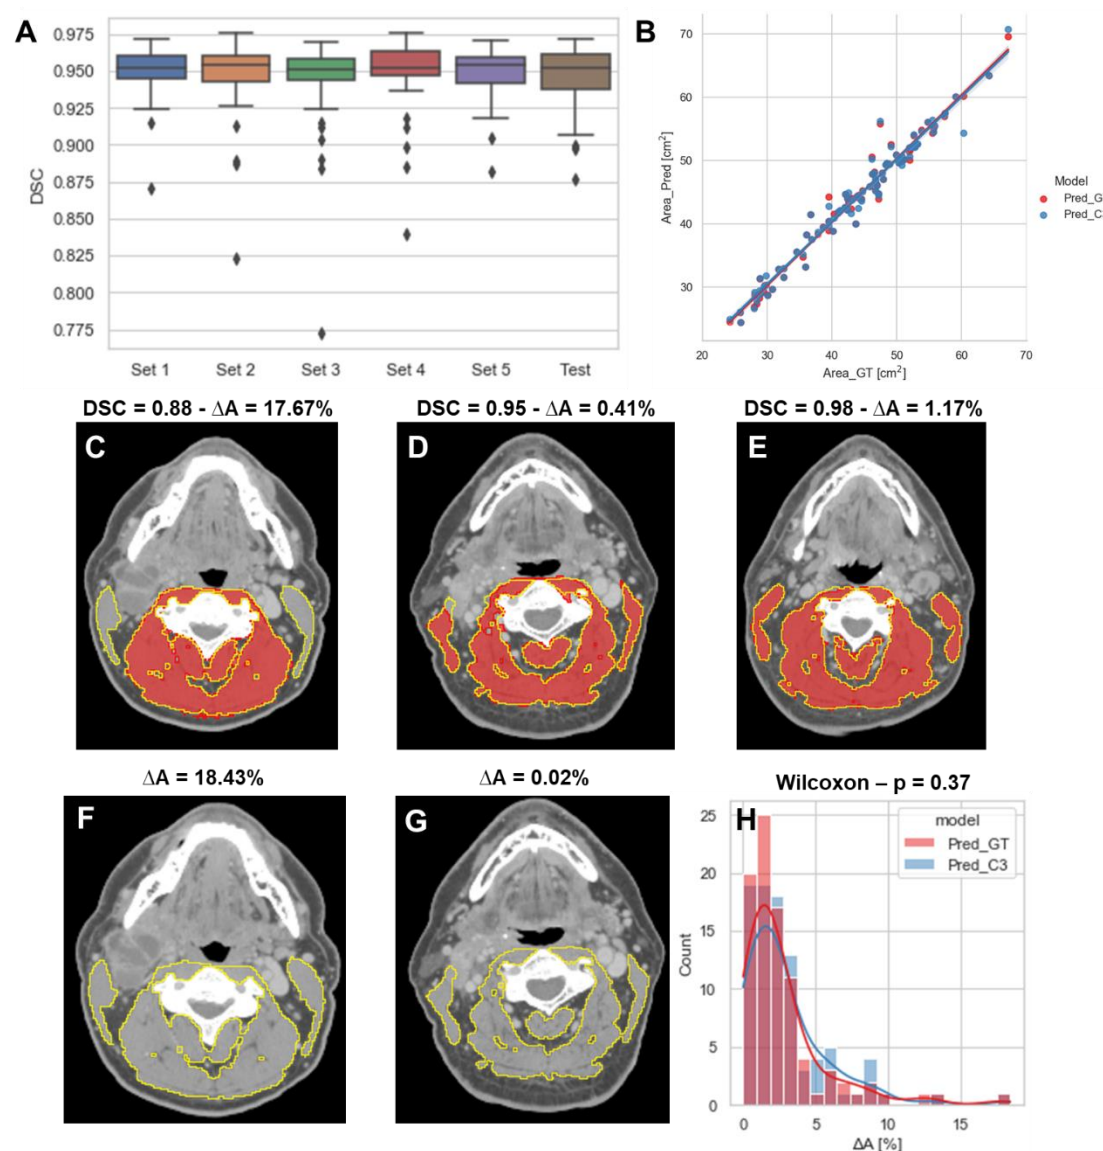 A
0.975
0.950
0.925
0.900
0.875
0.850
0.825
0.800
0.775
DSC
Set 1 Set 2 Set 3 Set 4 Set 5 Test
B
70
60
50
40
30
Area_Pred [cm²]
20 30 40 50 60 70
Area_GT [cm²]
Model
Pred_G
Pred_C
DSC = 0.88 - ΔA = 17.67%
DSC = 0.95 - ΔA = 0.41%
DSC = 0.98 - ΔA = 1.17%
C
D
E
ΔA = 18.43%
ΔA = 0.02%
Wilcoxon – p = 0.37
F
G
H
model
Pred_GT
Pred_C3
25
20
15
10
5
0
Count
0 5 10 15
ΔA [%]